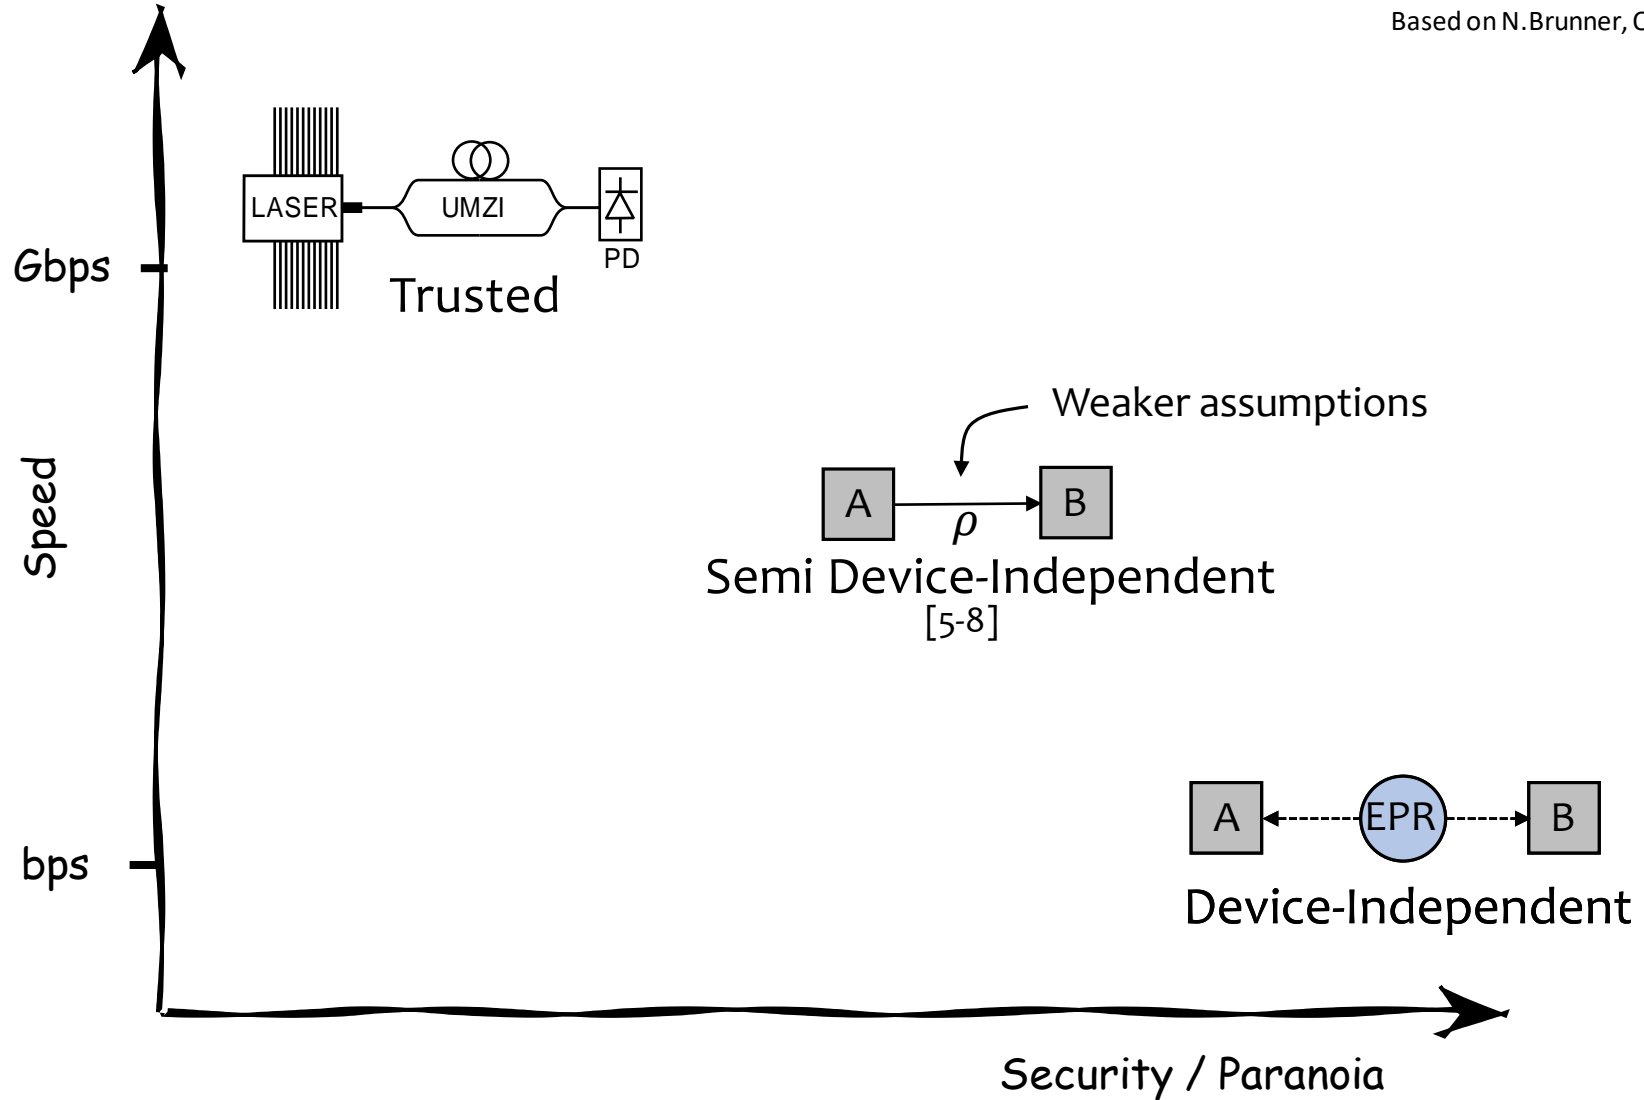 Based on N.Brunner,
LASER
UMZI
PD
Gbps
Trusted
Weaker assumptions
Speed
A
B
ρ
Semi Device-Independent
[5-8]
A
EPR
B
bps
Device-Independent
Security / Paranoia